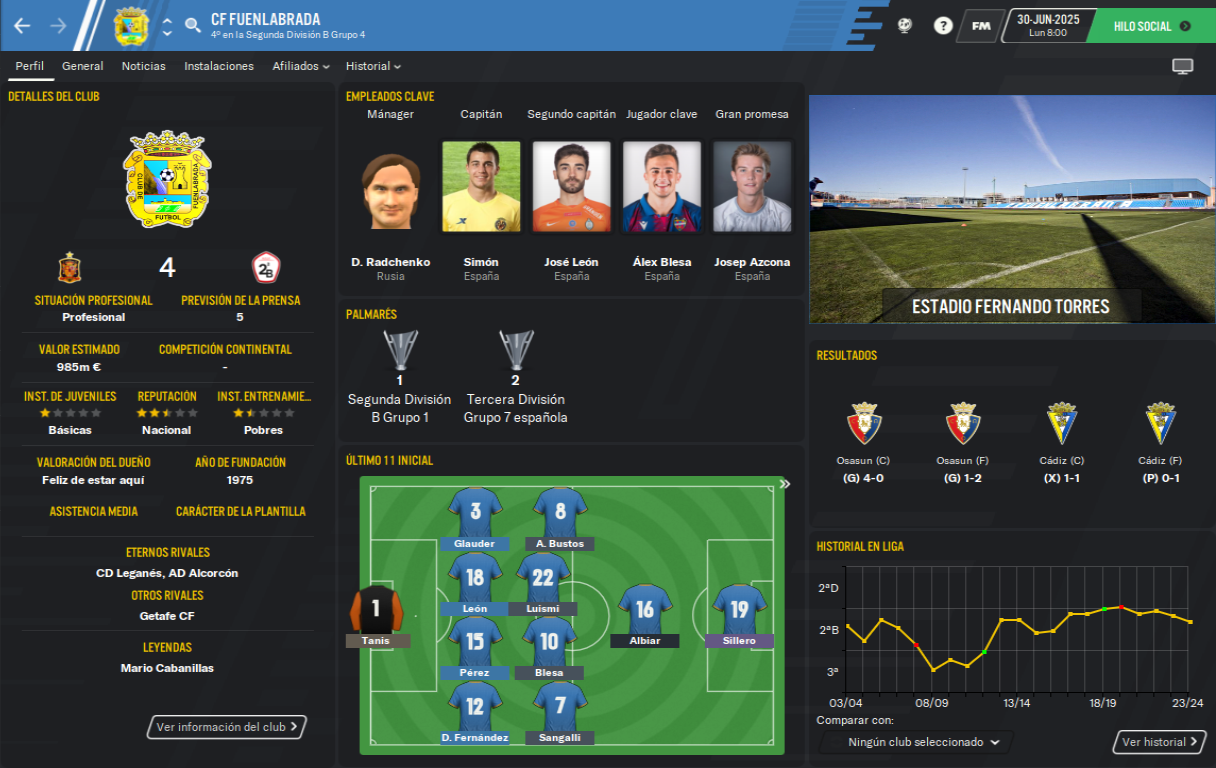 CF FUENLABRADA
4º en la Segunda División B Grupo 4
?
FM
30-JUN-2025
Lun 8:00
HILO SOCIAL
Perfil General Noticias Instalaciones Afiliados Historial
DETALLES DEL CLUB
FUENLABRADA
FUTBOL
4
2ªB
SITUACIÓN PROFESIONAL PREVISIÓN DE LA PRENSA
Profesional 5
VALOR ESTIMADO COMPETICIÓN CONTINENTAL
985m € -
INST. DE JUVENILES REPUTACIÓN INST. ENTRENAMIE...
Básicas Nacional Pobres
VALORACIÓN DEL DUEÑO AÑO DE FUNDACIÓN
Feliz de estar aquí 1975
ASISTENCIA MEDIA CARÁCTER DE LA PLANTILLA
ETERNOS RIVALES
CD Leganés, AD Alcorcón
OTROS RIVALES
Getafe CF
LEYENDAS
Mario Cabanillas
Ver información del club
EMPLEADOS CLAVE
Mánager Capitán Segundo capitán Jugador clave Gran promesa
D. Radchenko Simón José León Álex Blesa Josep Azcona
Rusia España España España España
PALMARÉS
1 2
Segunda División Tercera División
B Grupo 1 Grupo 7 española
ÚLTIMO 11 INICIAL
3 8
Glauder A. Bustos
18 22
León Luismi
1 16 19
Tanis Albiar Sillero
15 10
Pérez Blesa
12 7
D. Fernández Sangalli
ESTADIO FERNANDO TORRES
RESULTADOS
Osasun (C) Osasun (F) Cádiz (C) Cádiz (F)
(G) 4-0 (G) 1-2 (X) 1-1 (P) 0-1
HISTORIAL EN LIGA
2ªD
2ªB
3ª
03/04 08/09 13/14 18/19 23/24
Comparar con:
Ningún club seleccionado
Ver historial